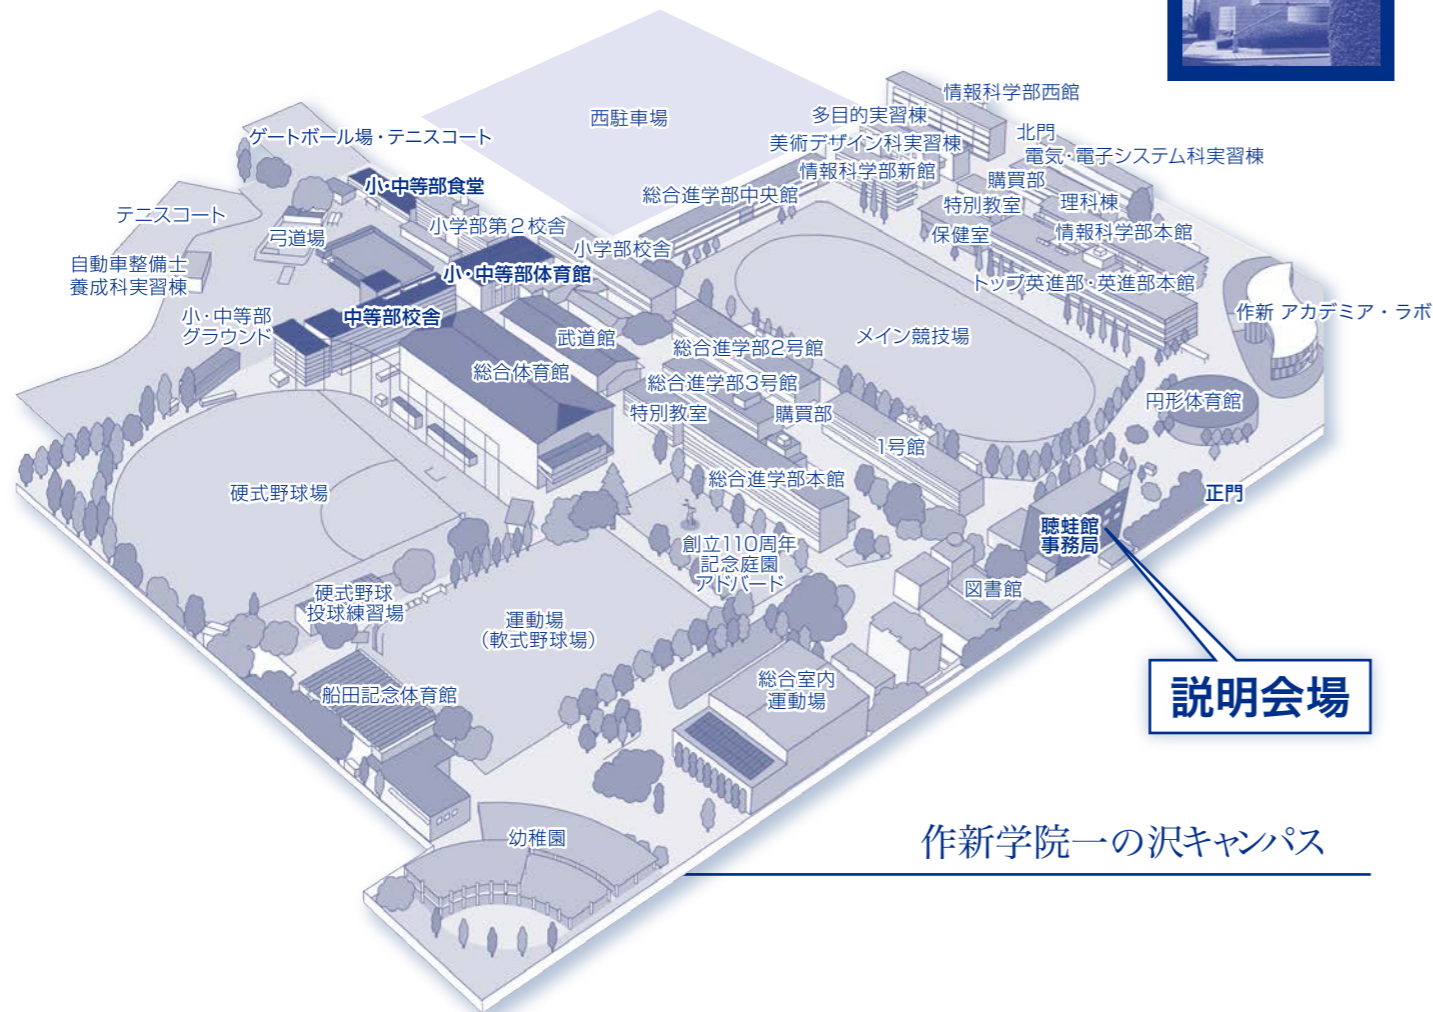 情報科学部西館
多目的実習棟
西駐車場
北門
ゲートボール場・テニスコート
美術デザイン科実習棟
電気・電子システム科実習棟
情報科学部新館
購買部
小・中等部食堂
総合進学部中央館
特別教室
理科棟
テニスコート
小学部第2校舎
保健室
情報科学部本館
弓道場
小学部校舎
自動車整備士
養成科実習棟
小・中等部体育館
トップ英進部・英進部本館
小・中等部
グラウンド
中等部校舎
作新 アカデミア・ラボ
武道館
メイン競技場
総合進学部2号館
総合体育館
総合進学部3号館
円形体育館
特別教室
購買部
1号館
総合進学部本館
硬式野球場
正門
聴蛙館
事務局
創立110周年
記念庭園
アドバード
図書館
硬式野球
投球練習場
運動場
（軟式野球場）
船田記念体育館
総合室内
運動場
説明会場
幼稚園
作新学院一の沢キャンパス